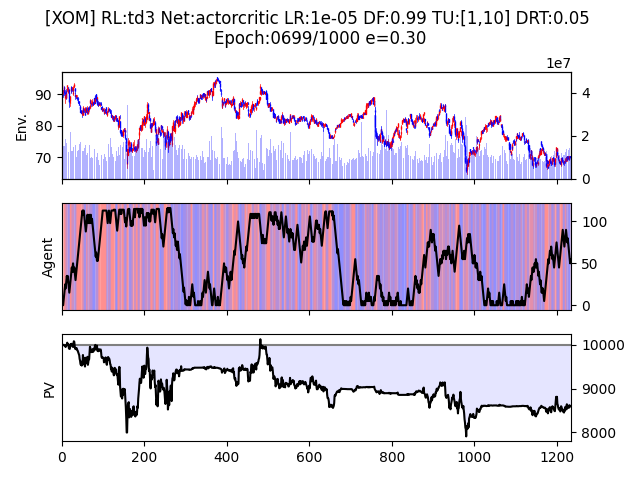 [XOM] RL:td3 Net:actorcritic LR:1e-05 DF:0.99 TU:[1,10] DRT:0.05
Epoch:0699/1000 e=0.30
1e7
Env.
90
80
70
4
2
0
Agent
100
50
0
PV
10000
9000
8000
0 200 400 600 800 1000 1200